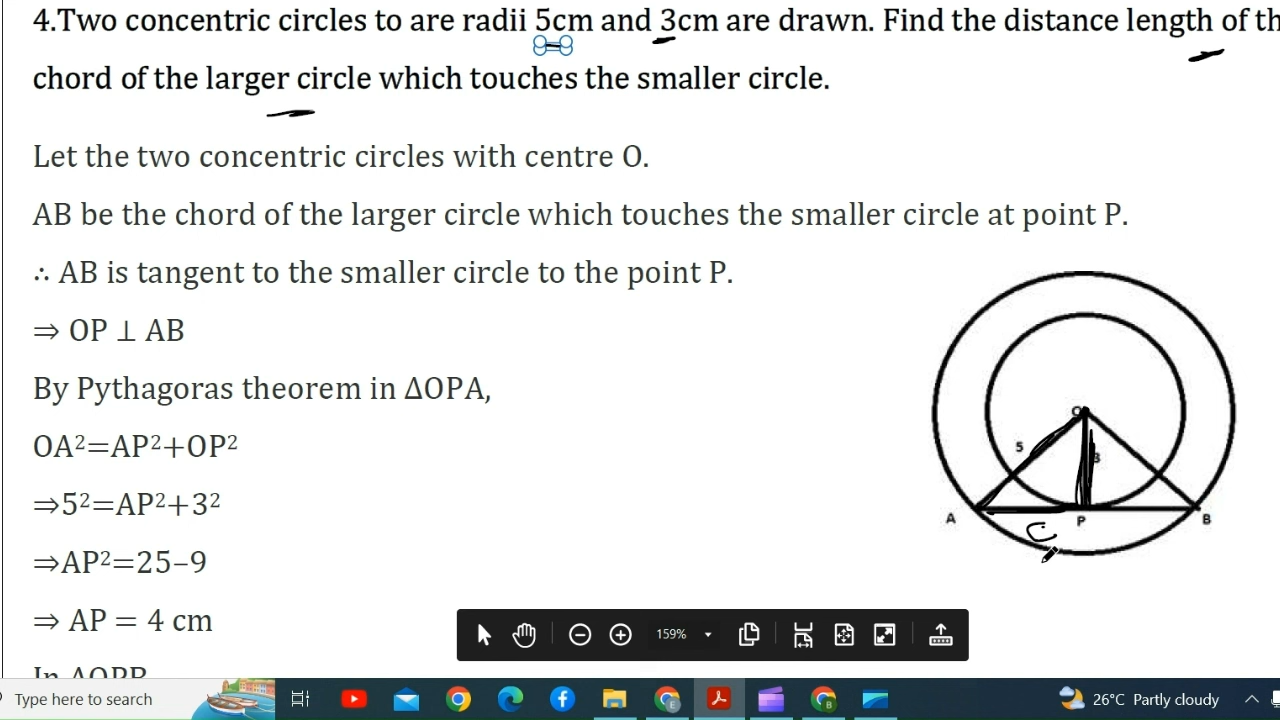 4.Two concentric circles to are radii 5cm and 3cm are drawn. Find the distance length of th
chord of the larger circle which touches the smaller circle.
Let the two concentric circles with centre O.
AB be the chord of the larger circle which touches the smaller circle at point P.
∴ AB is tangent to the smaller circle to the point P.
⇒ OP ⊥ AB
By Pythagoras theorem in ΔOPA,
OA²=AP²+OP²
⇒5²=AP²+3²
⇒AP²=25–9
⇒ AP = 4 cm
O
5
3
A
P
B
159%
Type here to search
26°C Partly cloudy